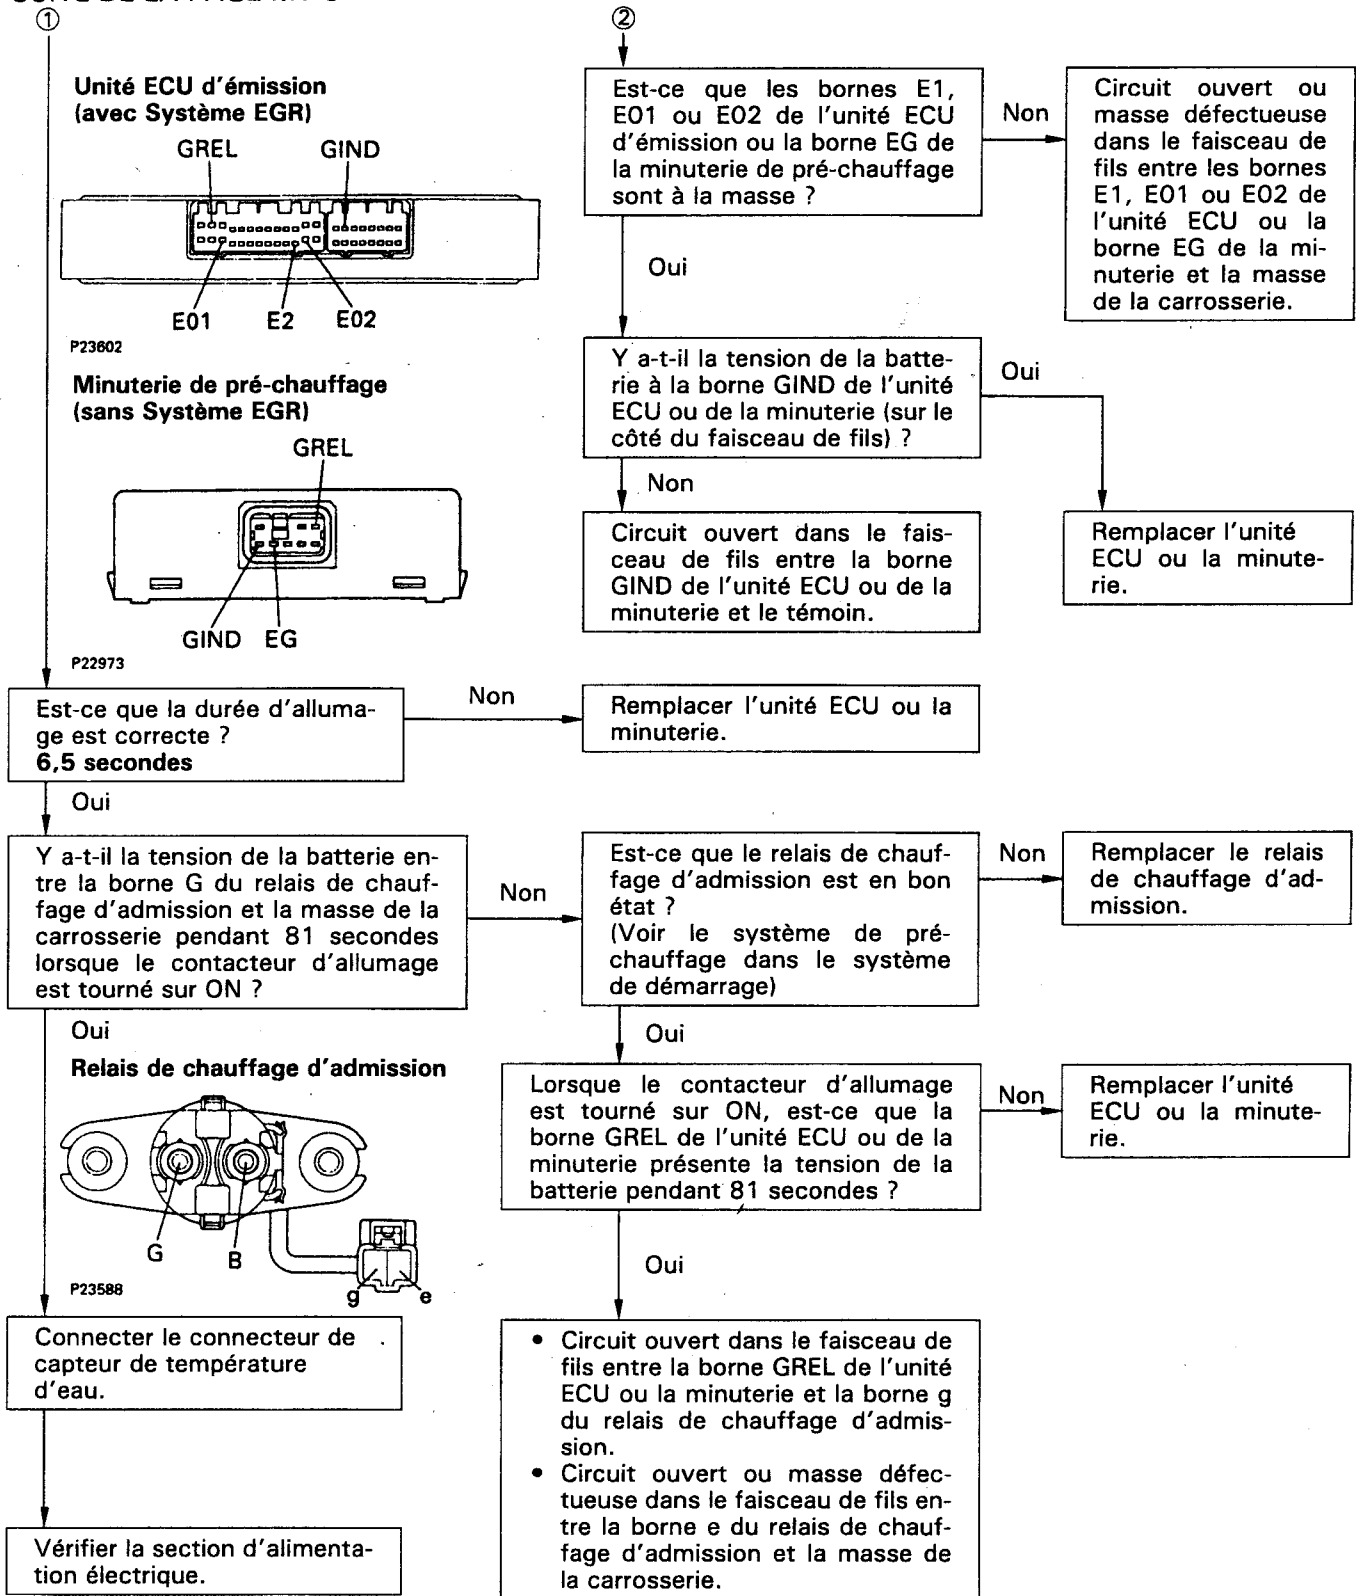 ①
②
Unité ECU d'émission
(avec Système EGR)
GREL GIND
E01 E2 E02
P23602
Minuterie de pré-chauffage
(sans Système EGR)
GREL
GIND EG
P22973
Est-ce que les bornes E1,
E01 ou E02 de l'unité ECU
d'émission ou la borne EG de
la minuterie de pré-chauffage
sont à la masse ?
Non
Circuit ouvert ou
masse défectueuse
dans le faisceau de
fils entre les bornes
E1, E01 ou E02 de
l'unité ECU ou la
borne EG de la mi-
nuterie et la masse
de la carrosserie.
Oui
Y a-t-il la tension de la batte-
rie à la borne GIND de l'unité
ECU ou de la minuterie (sur le
côté du faisceau de fils) ?
Oui
Non
Circuit ouvert dans le fais-
ceau de fils entre la borne
GIND de l'unité ECU ou de la
minuterie et le témoin.
Remplacer l'unité
ECU ou la minute-
rie.
Est-ce que la durée d'alluma-
ge est correcte ?
6,5 secondes
Non
Remplacer l'unité ECU ou la
minuterie.
Oui
Y a-t-il la tension de la batterie en-
tre la borne G du relais de chauf-
fage d'admission et la masse de la
carrosserie pendant 81 secondes
lorsque le contacteur d'allumage
est tourné sur ON ?
Non
Est-ce que le relais de chauf-
fage d'admission est en bon
état ?
(Voir le système de pré-
chauffage dans le système
de démarrage)
Non
Remplacer le relais
de chauffage d'ad-
mission.
Oui
Oui
Relais de chauffage d'admission
G
B
g
e
P23588
Lorsque le contacteur d'allumage
est tourné sur ON, est-ce que la
borne GREL de l'unité ECU ou de la
minuterie présente la tension de la
batterie pendant 81 secondes ?
Non
Remplacer l'unité
ECU ou la minute-
rie.
Oui
Connecter le connecteur de
capteur de température
d'eau.
• Circuit ouvert dans le faisceau de
fils entre la borne GREL de l'unité
ECU ou la minuterie et la borne g
du relais de chauffage d'admis-
sion.
• Circuit ouvert ou masse défec-
tueuse dans le faisceau de fils en-
tre la borne e du relais de chauf-
fage d'admission et la masse de
la carrosserie.
Vérifier la section d'alimenta-
tion électrique.